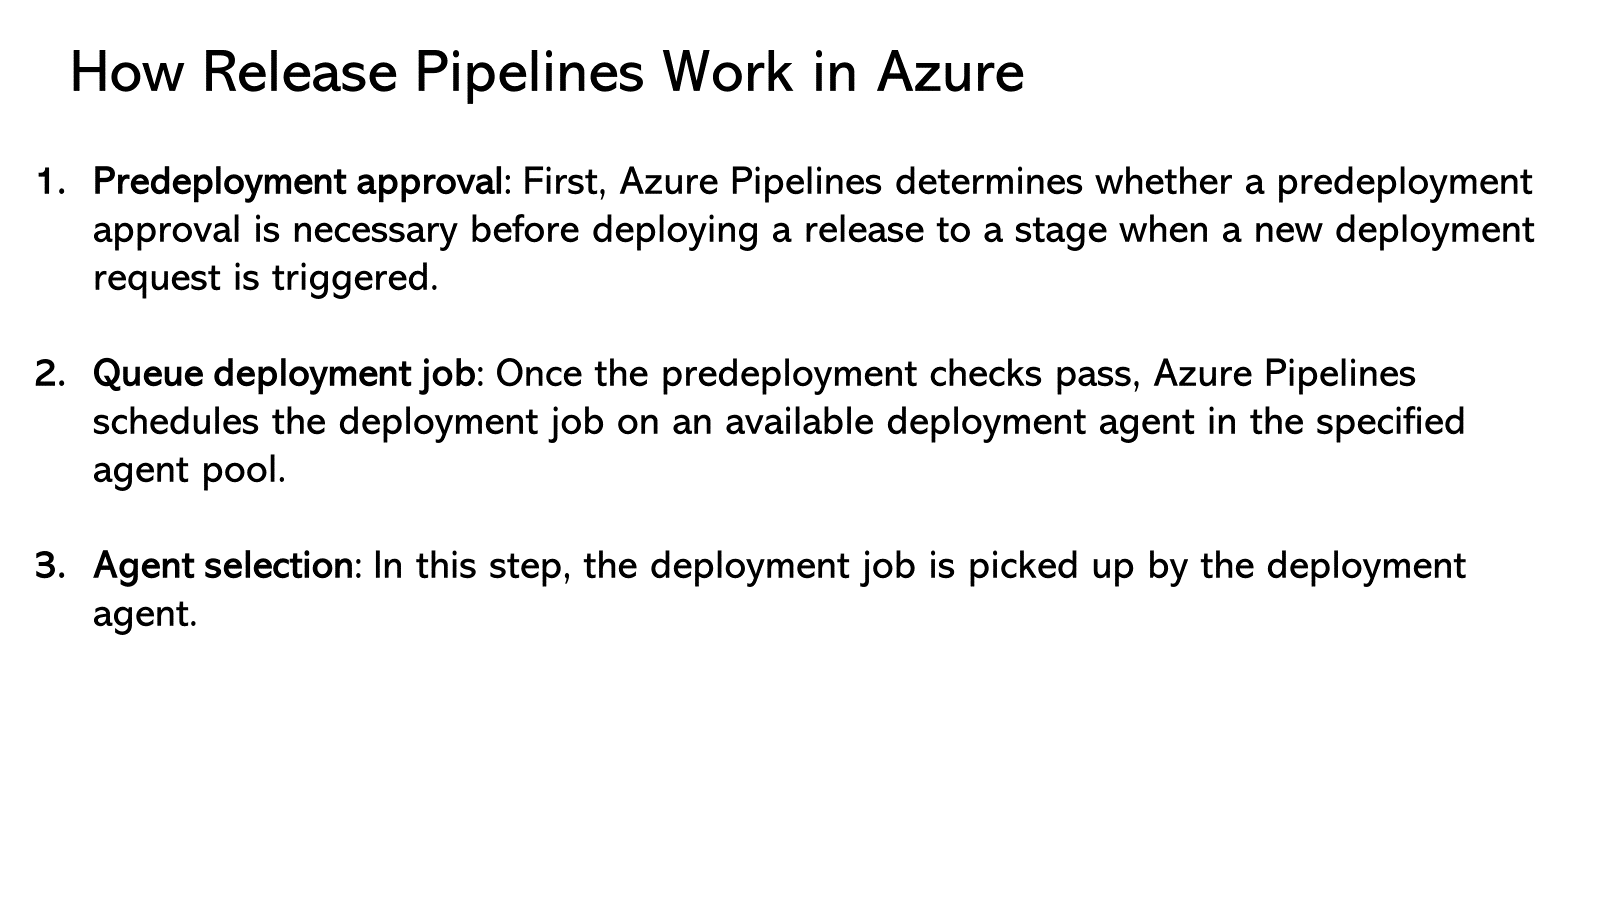 How Release Pipelines Work in Azure
1. Predeployment approval: First, Azure Pipelines determines whether a predeployment
approval is necessary before deploying a release to a stage when a new deployment
request is triggered.
2. Queue deployment job: Once the predeployment checks pass, Azure Pipelines
schedules the deployment job on an available deployment agent in the specified
agent pool.
3. Agent selection: In this step, the deployment job is picked up by the deployment
agent.